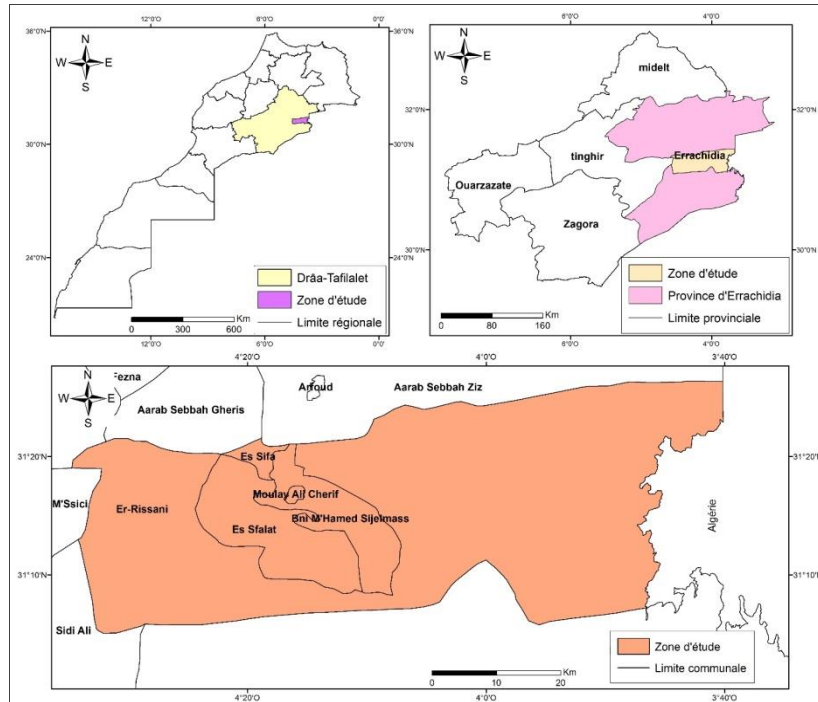 12°0'O 6°0'O 0°0'
36°0'N
30°0'N
24°0'N
N
W E
S
36°0'N
30°0'N
24°0'N
Drâa-Tafilalet
Zone d'étude
Limite régionale
Km
0 300 600
12°0'O 6°0'O 0°0'
6°0'O 4°0'O
N
W E
S
midelt
32°0'N
32°0'N
tinghir
Errachidia
Ouarzazate
Zagora
30°0'N
30°0'N
Zone d'étude
Province d'Errachidia
Limite provinciale
Km
0 80 160
6°0'O 4°0'O
4°20'O 4°0'O 3°40'O
N
W E
S
Fezna
Arfoud
Aarab Sebbah Ziz
Aarab Sebbah Gheris
31°20'N
31°20'N
Es Sifa
M'Ssici
Er-Rissani
Moulay Ali Cherif
Bni M'Hamed Sijelmass
Es Sfalat
Algérie
31°10'N
31°10'N
Sidi Ali
Zone d'étude
Limite communale
Km
0 10 20
4°20'O 4°0'O 3°40'O